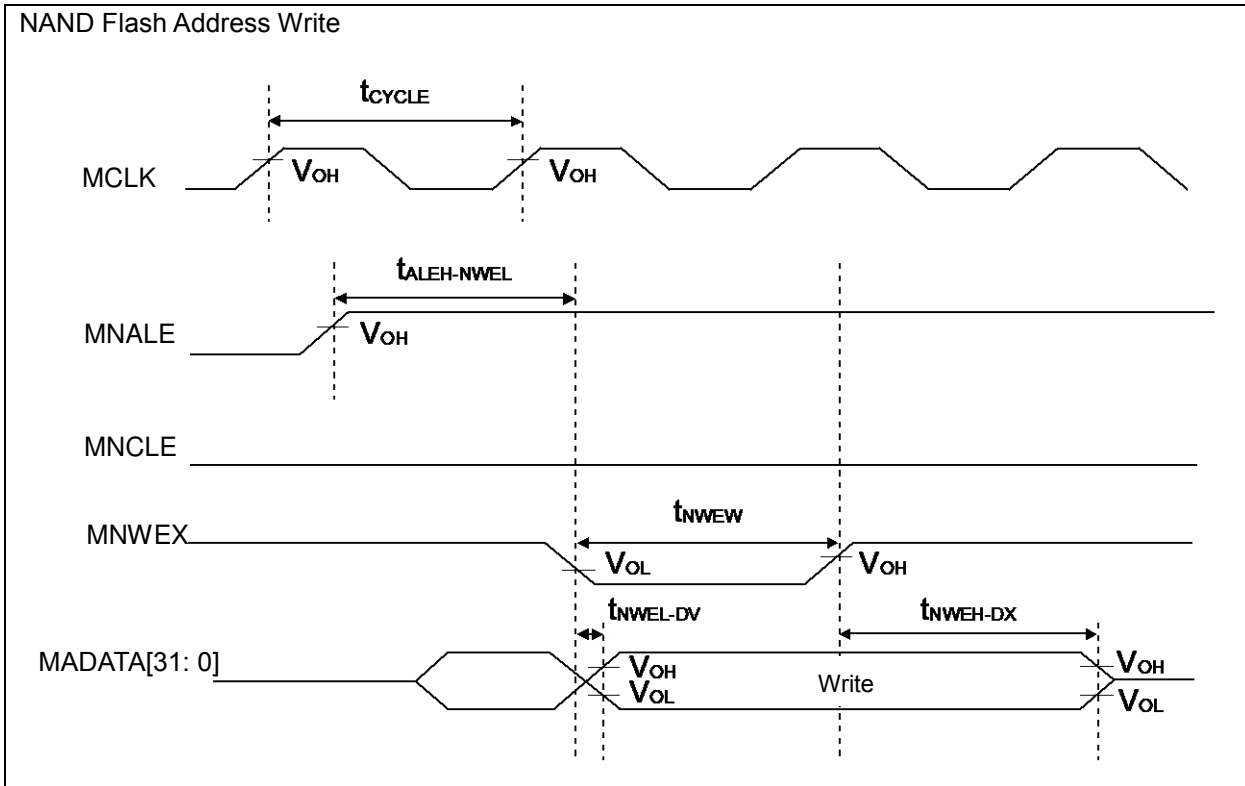 NAND Flash Address Write
tCYCLE
MCLK
VOH
VOH
tALEH-NWEL
MNALE
VOH
MNCLE
tNWEW
MNWEX
VOL
VOH
tNWEL-DV
tNWEH-DX
MADATA[31: 0]
VOH
VOL
Write
VOH
VOL